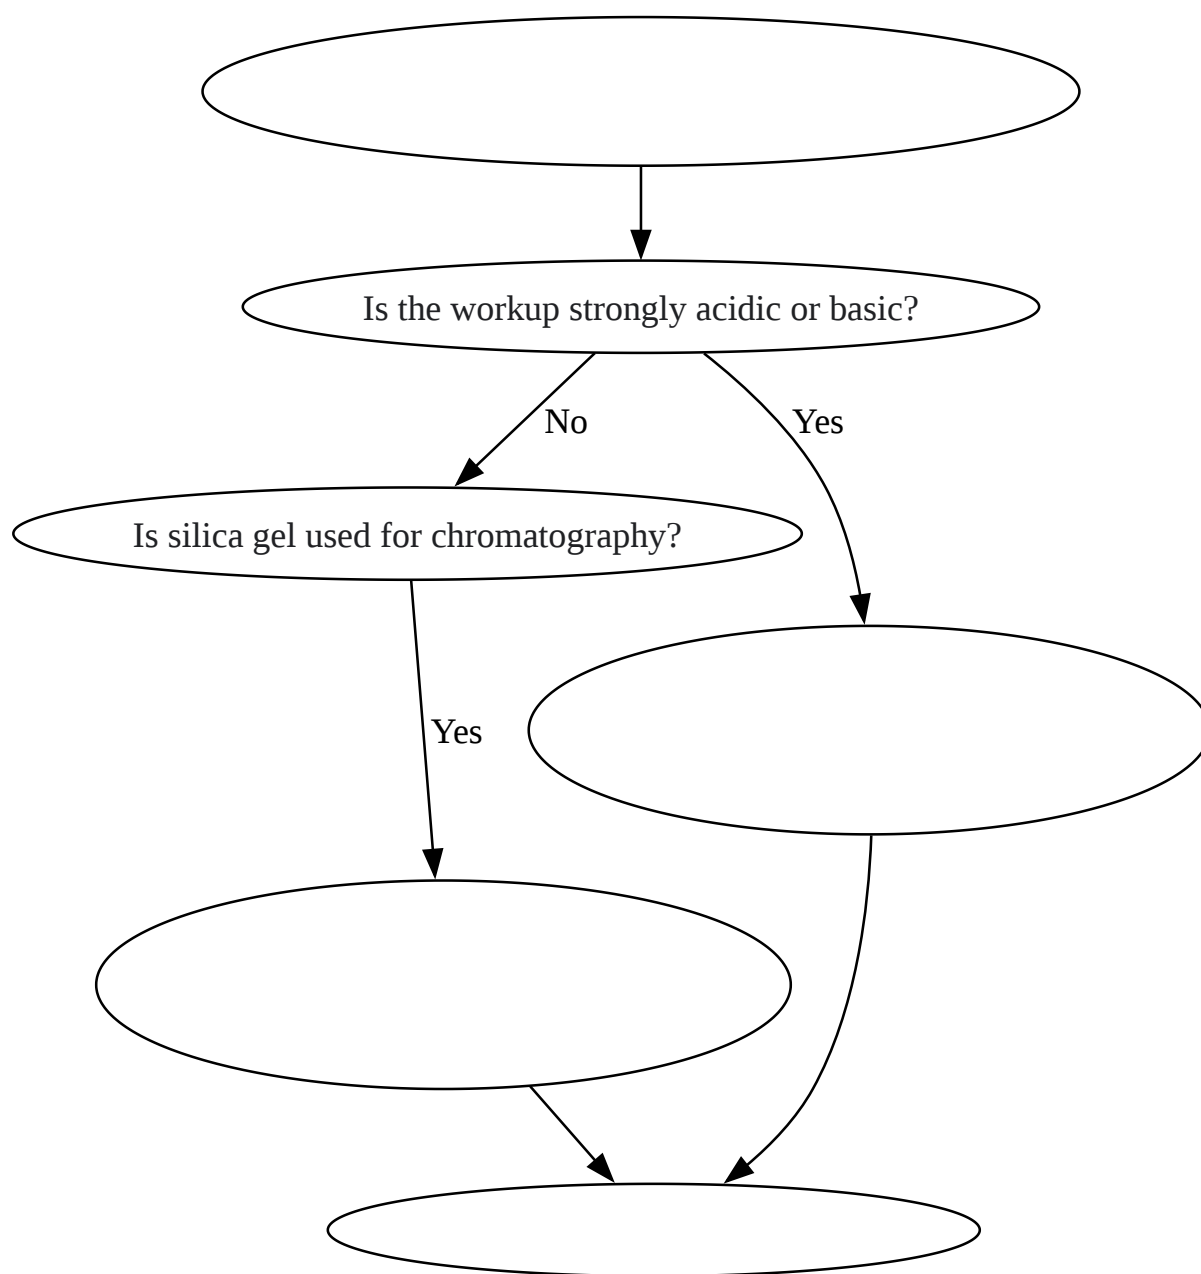 Is the workup strongly acidic or basic?
No
Yes
Is silica gel used for chromatography?
Yes